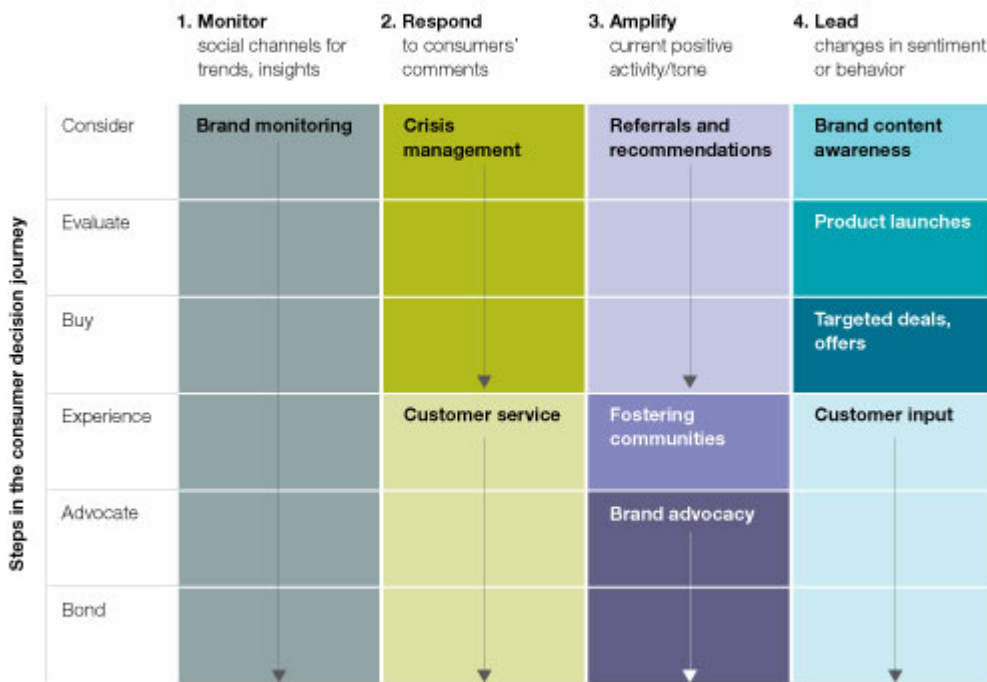 1. Monitor
social channels for
trends, insights
2. Respond
to consumers'
comments
3. Amplify
current positive
activity/tone
4. Lead
changes in sentiment
or behavior
Steps in the consumer decision journey
Consider
Brand monitoring
Crisis
management
Referrals and
recommendations
Brand content
awareness
Evaluate
Product launches
Buy
Targeted deals,
offers
Experience
Customer service
Fostering
communities
Customer input
Advocate
Brand advocacy
Bond